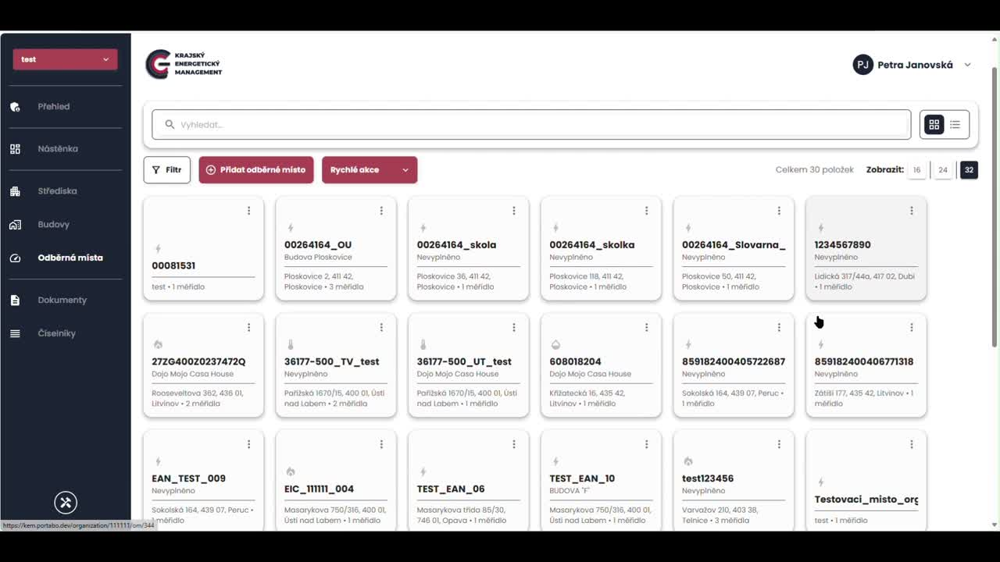 test
KRAJSKÝ
ENERGETICKÝ
MANAGEMENT
PJ Petra Janovská
Přehled
Nástěnka
Střediska
Budovy
Odběrná místa
Dokumenty
Číselníky
Vyhledat...
Filtr
Přidat odběrné místo
Rychlé akce
Celkem 30 položek
Zobrazit: 16 24 32
00081531
test • 1 měřidlo
00264164_OU
Budova Ploskovice
Ploskovice 2, 411 42,
Ploskovice • 3 měřidla
00264164_skola
Nevyplněno
Ploskovice 36, 411 42,
Ploskovice • 1 měřidlo
00264164_skolka
Nevyplněno
Ploskovice 118, 411 42,
Ploskovice • 1 měřidlo
00264164_Slovarna_
Nevyplněno
Ploskovice 50, 411 42,
Ploskovice • 1 měřidlo
1234567890
Nevyplněno
Lidická 317/44a, 417 02, Dubí
• 1 měřidlo
27ZG400Z0237472Q
Dojo Mojo Casa House
Rooseveltova 362, 436 01,
Litvínov • 2 měřidla
36177-500_TV_test
Nevyplněno
Pařížská 1670/15, 400 01, Ústí
nad Labem • 2 měřidla
36177-500_UT_test
Dojo Mojo Casa House
Pařížská 1670/15, 400 01, Ústí
nad Labem • 1 měřidlo
608018204
Dojo Mojo Casa House
Křižatecká 16, 435 42,
Litvínov • 1 měřidlo
859182400405722687
Nevyplněno
Sokolská 164, 439 07, Peruc •
1 měřidlo
859182400406771318
Nevyplněno
Zátiší 177, 435 42, Litvínov • 1
měřidlo
EAN_TEST_009
Nevyplněno
Sokolská 164, 439 07, Peruc •
1 měřidlo
EIC_111111_004
Masarykova 750/316, 400 01,
Ústí nad Labem • 1 měřidlo
TEST_EAN_06
Masarykova třída 85/30,
746 01, Opava • 1 měřidlo
TEST_EAN_10
BUDOVA "F"
Masarykova 750/316, 400 01,
Ústí nad Labem • 1 měřidlo
test123456
Nevyplněno
Varvažov 210, 403 38,
Telnice • 3 měřidla
Testovaci_misto_org
test • 1 měřidlo
https://kem.portabo.dev/organization/111111/om/344